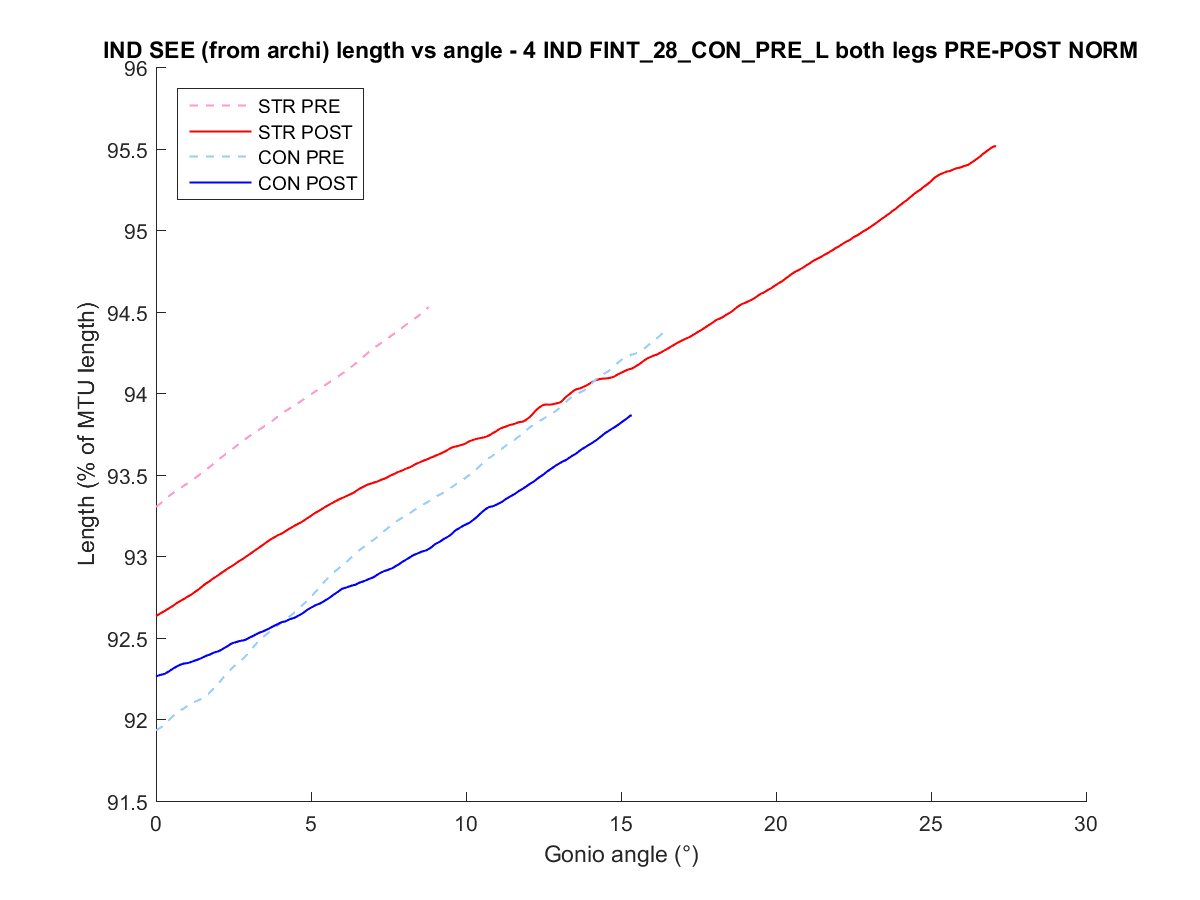 IND SEE (from archi) length vs angle - 4 IND FINT_28_CON_PRE_L both legs PRE-POST NORM
96
95.5
95
94.5
94
93.5
93
92.5
92
91.5
Length (% of MTU length)
STR PRE
STR POST
CON PRE
CON POST
0 5 10 15 20 25 30
Gonio angle (°)